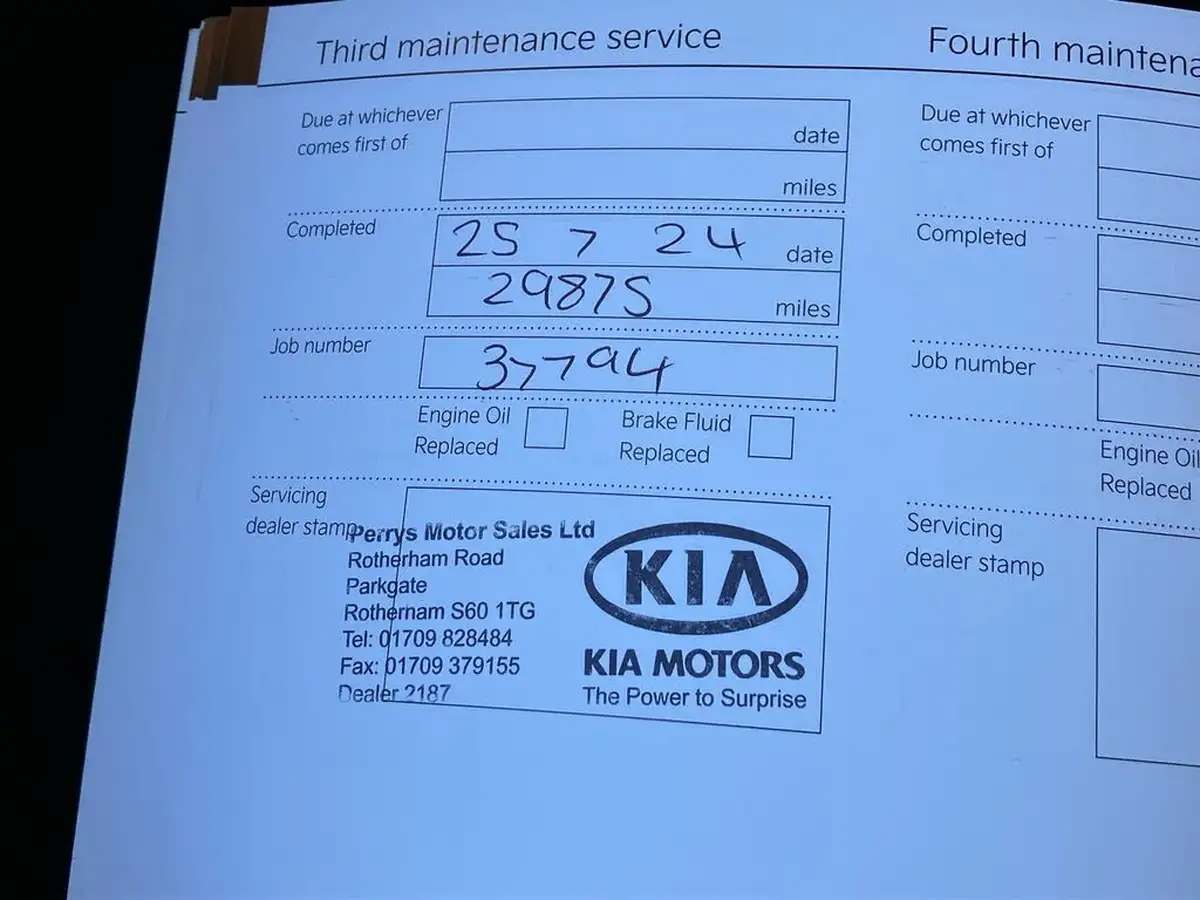 Third maintenance service
Due at whichever
comes first of
date
miles
Completed
25 7 24 date
29875 miles
Job number
37794
Engine Oil
Replaced
Brake Fluid
Replaced
Servicing
dealer stamp
Perrys Motor Sales Ltd
Rotherham Road
Parkgate
Rothernam S60 1TG
Tel: 01709 828484
Fax: 01709 379155
Dealer 2187
KIA
KIA MOTORS
The Power to Surprise
Fourth
Due at whichever
comes first of
Completed
Job number
Engine Oil
Replaced
Servicing
dealer stamp